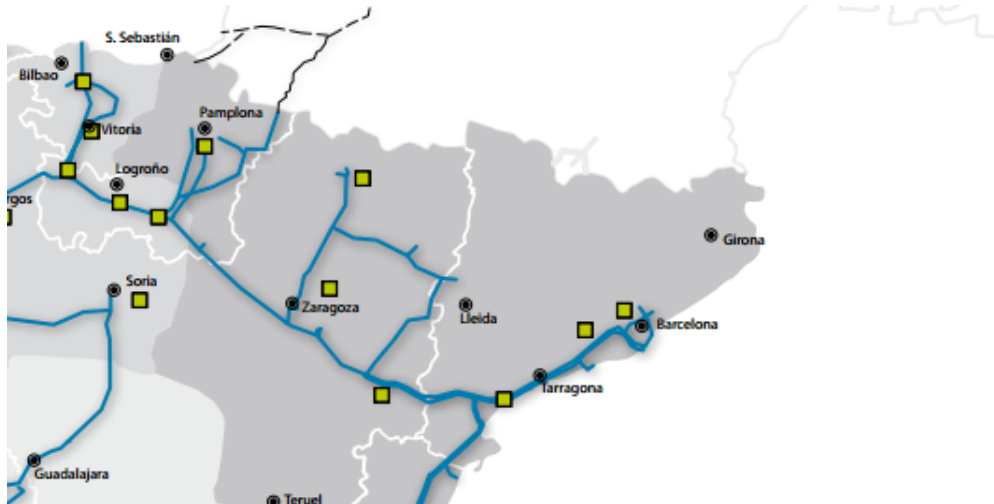 S. Sebastián
Bilbao
Pamplona
Vitoria
Logroño
rgos
Girona
Soria
Zaragoza
Lleida
Barcelona
Tarragona
Guadalajara
Teruel